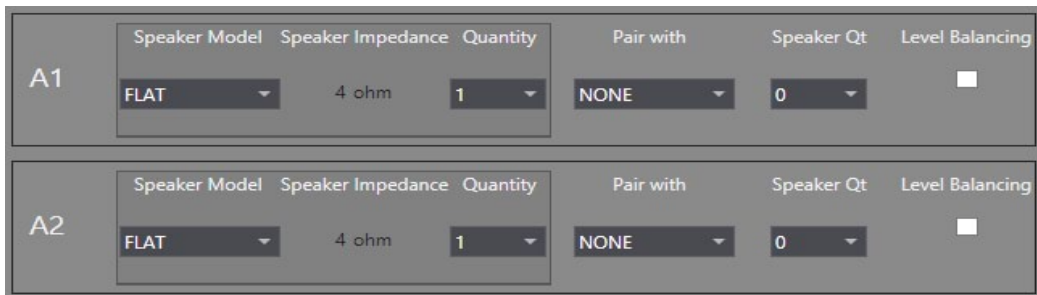 Speaker Model Speaker Impedance Quantity Pair with Speaker Qt Level Balancing
A1 FLAT 4 ohm 1 NONE 0
Speaker Model Speaker Impedance Quantity Pair with Speaker Qt Level Balancing
A2 FLAT 4 ohm 1 NONE 0